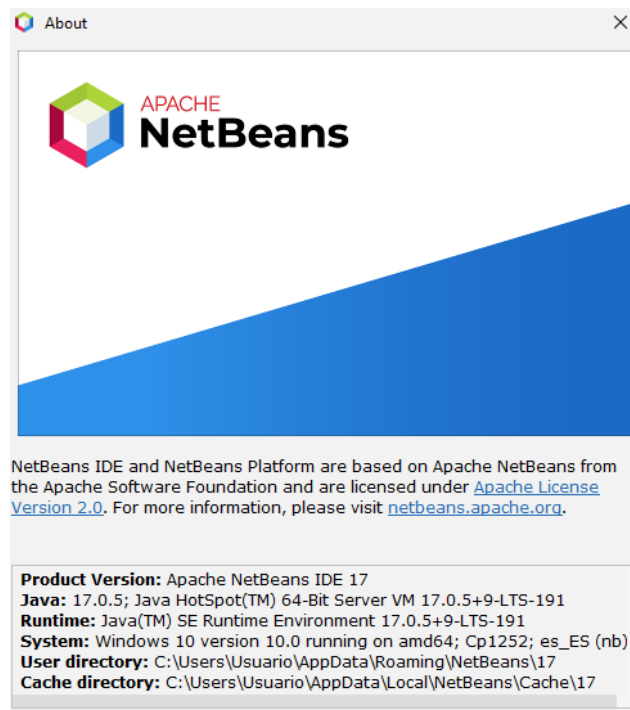 About
APACHE
NetBeans
NetBeans IDE and NetBeans Platform are based on Apache NetBeans from
the Apache Software Foundation and are licensed under Apache License
Version 2.0. For more information, please visit netbeans.apache.org.
Product Version: Apache NetBeans IDE 17
Java: 17.0.5; Java HotSpot(TM) 64-Bit Server VM 17.0.5+9-LTS-191
Runtime: Java(TM) SE Runtime Environment 17.0.5+9-LTS-191
System: Windows 10 version 10.0 running on amd64; Cp1252; es_ES (nb)
User directory: C:\Users\Usuario\AppData\Roaming\NetBeans\17
Cache directory: C:\Users\Usuario\AppData\Local\NetBeans\Cache\17